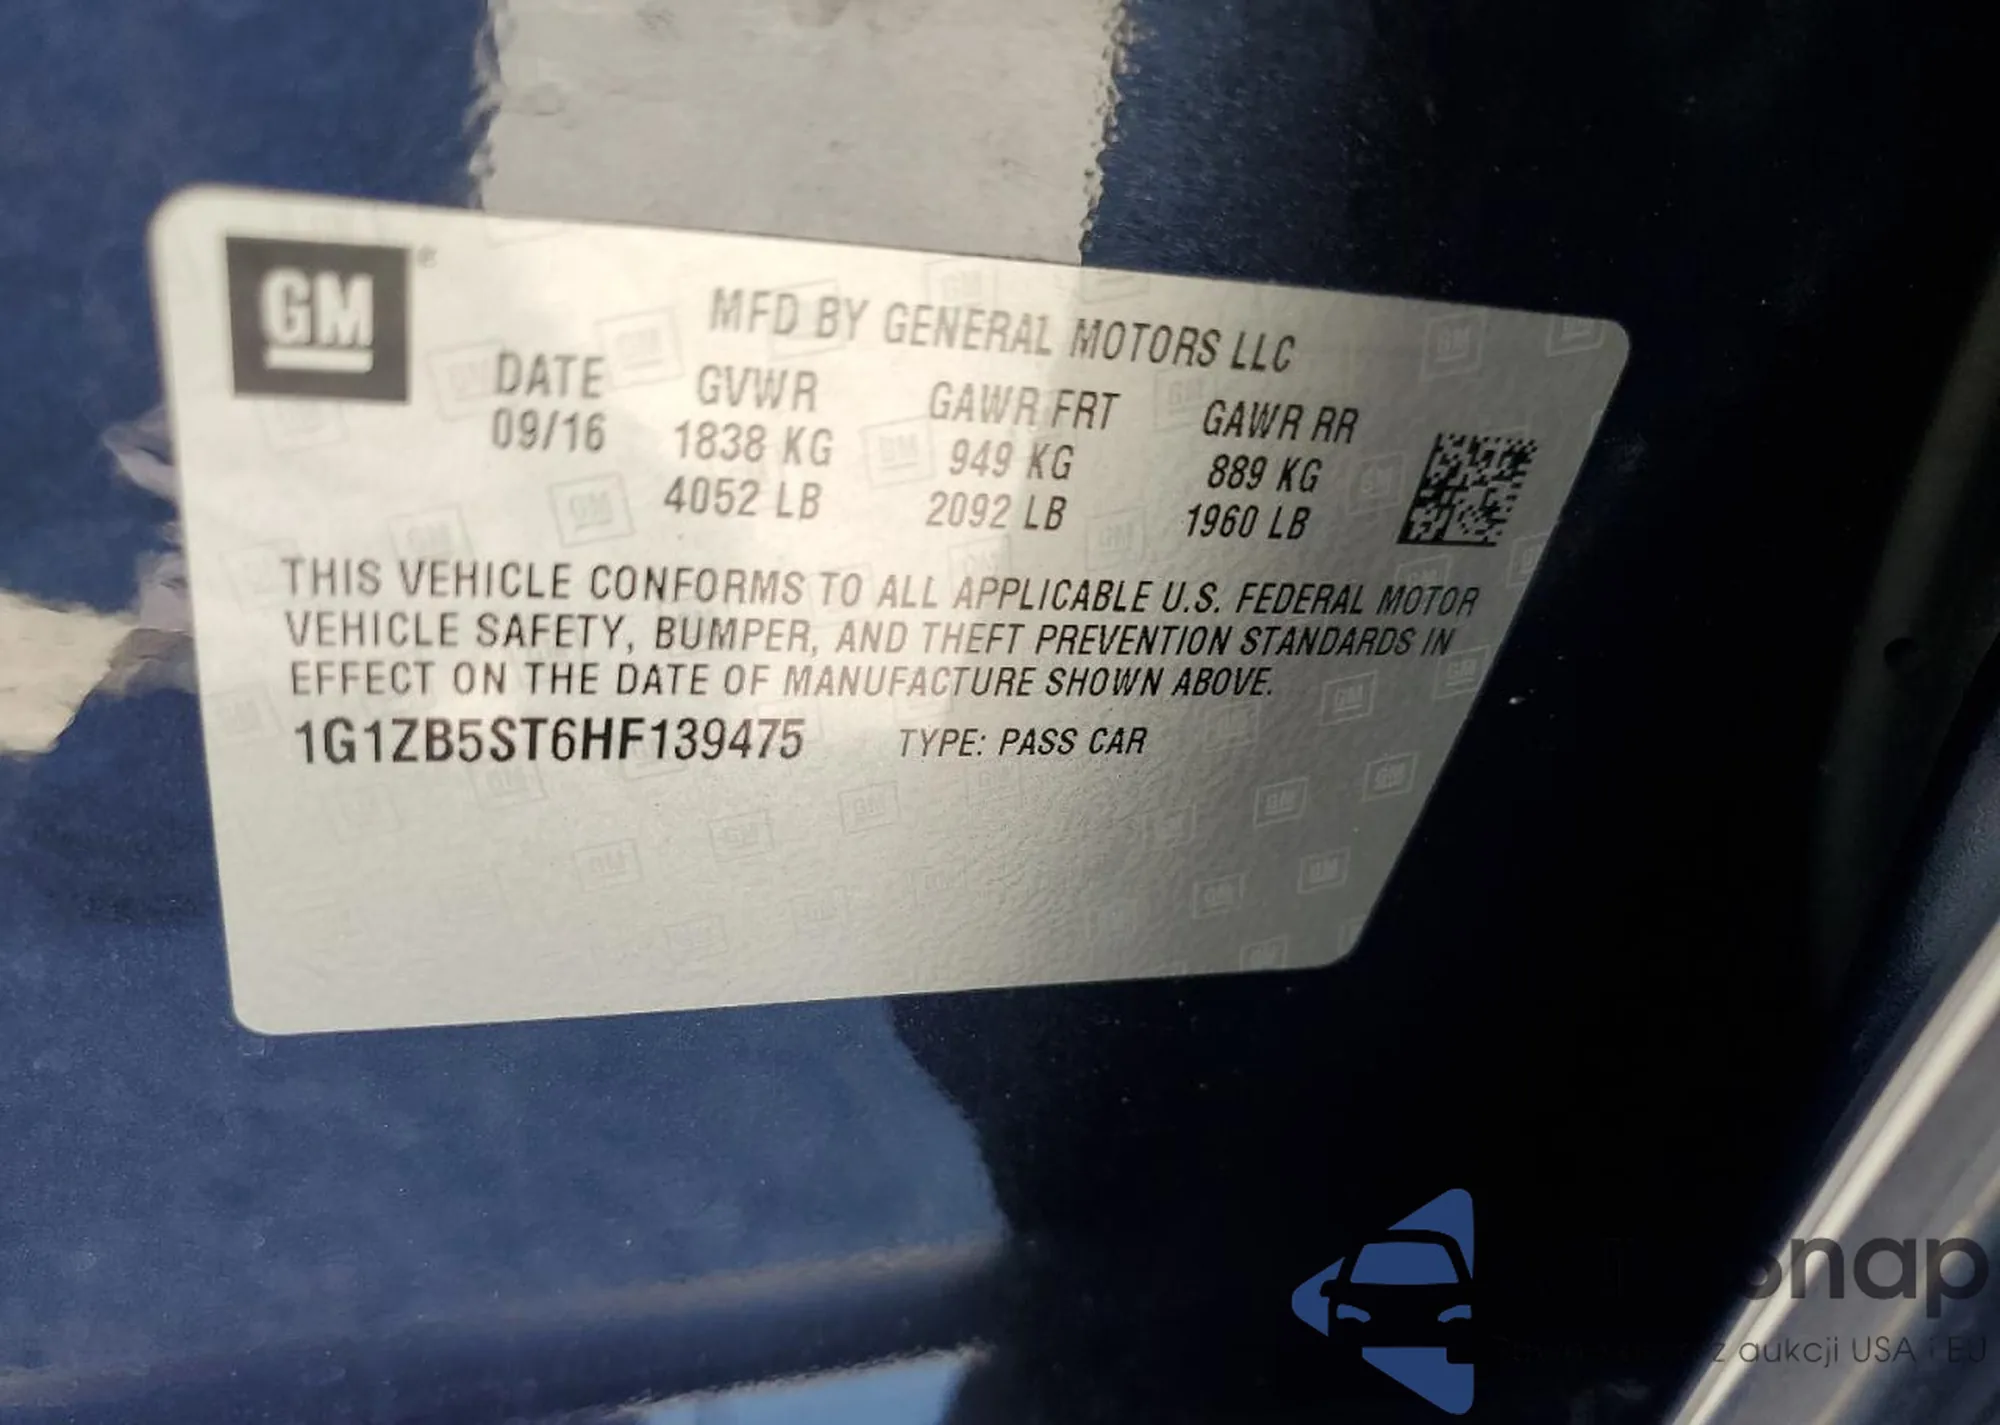 GM®
MFD BY GENERAL MOTORS LLC
DATE GVWR GAWR FRT GAWR RR
09/16 1838 KG 949 KG 889 KG
4052 LB 2092 LB 1960 LB
THIS VEHICLE CONFORMS TO ALL APPLICABLE U.S. FEDERAL MOTOR
VEHICLE SAFETY, BUMPER, AND THEFT PREVENTION STANDARDS IN
EFFECT ON THE DATE OF MANUFACTURE SHOWN ABOVE.
1G1ZB5ST6HF139475 TYPE: PASS CAR
snap
z aukcji USA i EU